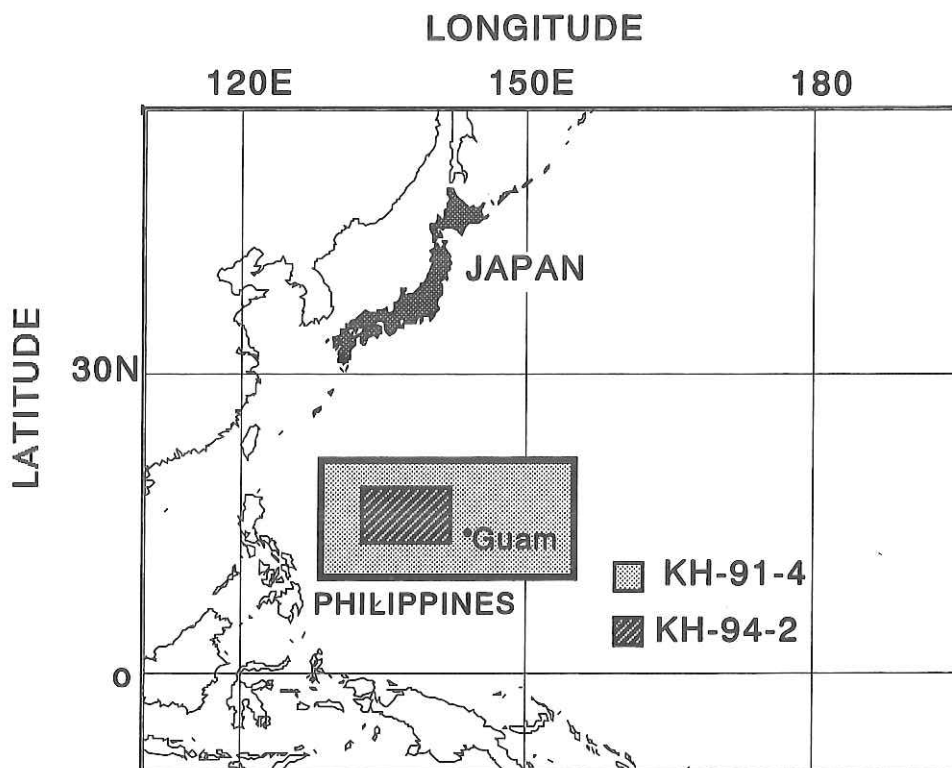 LONGITUDE
120E 150E 180
JAPAN
LATITUDE
30N
Guam
KH-91-4
PHILIPPINES
KH-94-2
0